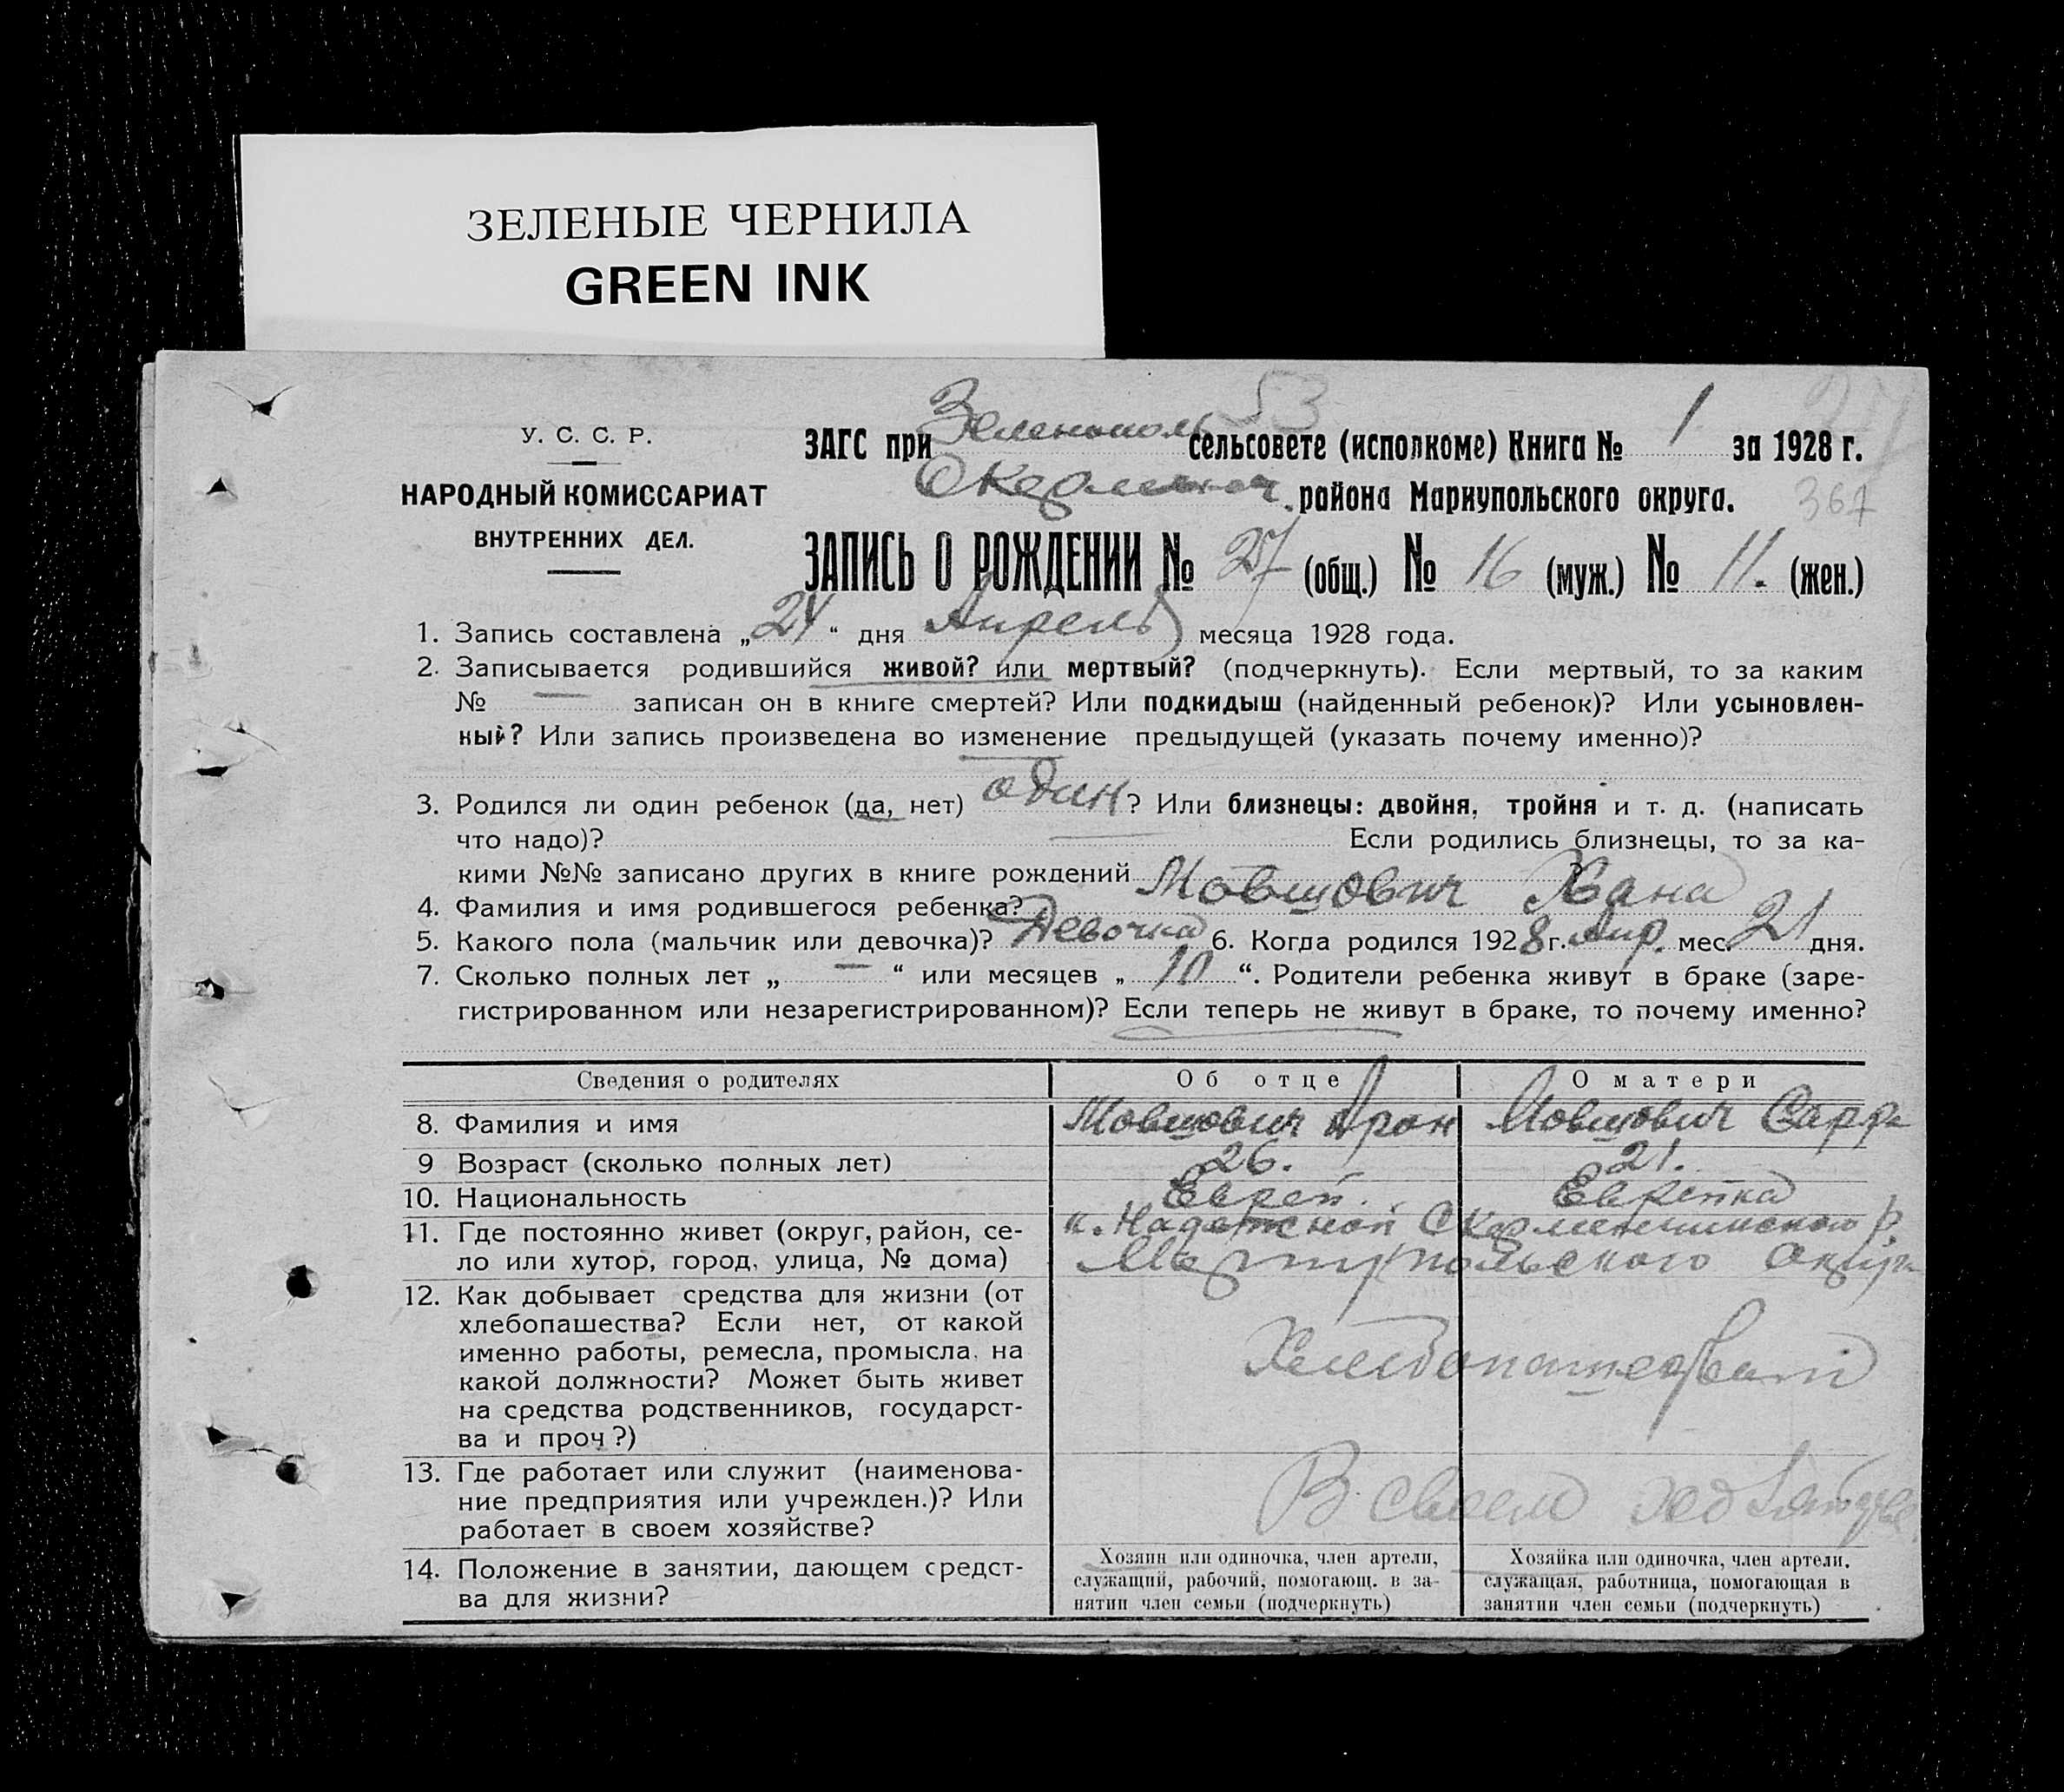 ЗЕЛЕНЫЕ ЧЕРНИЛА
GREEN INK
53
У. С. С. Р.
НАРОДНЫЙ КОМИССАРИАТ
ВНУТРЕННИХ ДЕЛ.
ЗАГС при Зеленополь сельсовете (исполкоме) Книга № 1 за 1928 г.
района Мариупольского округа.
367
ЗАПИСЬ О РОЖДЕНИИ № 27 (общ.) № 16 (муж.) № 11. (жен.)
1. Запись составлена „24“ дня Апрель месяца 1928 года.
2. Записывается родившийся живой? или мертвый? (подчеркнуть). Если мертвый, то за каким
№ — записан он в книге смертей? Или подкидыш (найденный ребенок)? Или усыновлен-
ный? Или запись произведена во изменение предыдущей (указать почему именно)?
3. Родился ли один ребенок (да, нет) один? Или близнецы: двойня, тройня и т. д. (написать
что надо)? — Если родились близнецы, то за ка-
кими №№ записано других в книге рождений ?
4. Фамилия и имя родившегося ребенка? Мовшович Хана
5. Какого пола (мальчик или девочка)? Девочка 6. Когда родился 1928 г. Апр. мес. 21 дня.
7. Сколько полных лет „ — “ или месяцев „ 10 “. Родители ребенка живут в браке (заре-
гистрированном или незарегистрированном)? Если теперь не живут в браке, то почему именно?
Сведения о родителях Об отце О матери
8. Фамилия и имя Мовшович Арон Мовшович Сарра
9 Возраст (сколько полных лет) 26. 21.
10. Национальность Еврей. Еврейка
11. Где постоянно живет (округ, район, се-
ло или хутор, город, улица, № дома)
к. Надежной р.
Мариупольского округа
12. Как добывает средства для жизни (от
хлебопашества? Если нет, от какой
именно работы, ремесла, промысла, на
какой должности? Может быть живет
на средства родственников, государст-
ва и проч?)
13. Где работает или служит (наименова-
ние предприятия или учрежден.)? Или
работает в своем хозяйстве?
В своем
14. Положение в занятии, дающем средст-
ва для жизни?
Хозяин или одиночка, член артели,
служащий, рабочий, помогающ. в за-
нятии член семьи (подчеркнуть)
Хозяйка или одиночка, член артели,
служащая, работница, помогающая в
занятии член семьи (подчеркнуть)